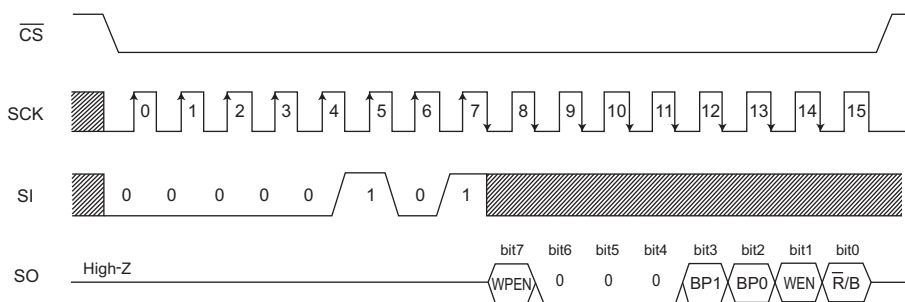 CS
SCK 0 1 2 3 4 5 6 7 8 9 10 11 12 13 14 15
SI 0 0 0 0 0 1 0 1
bit7 bit6 bit5 bit4 bit3 bit2 bit1 bit0
SO High-Z WPEN 0 0 0 BP1 BP0 WEN R/B